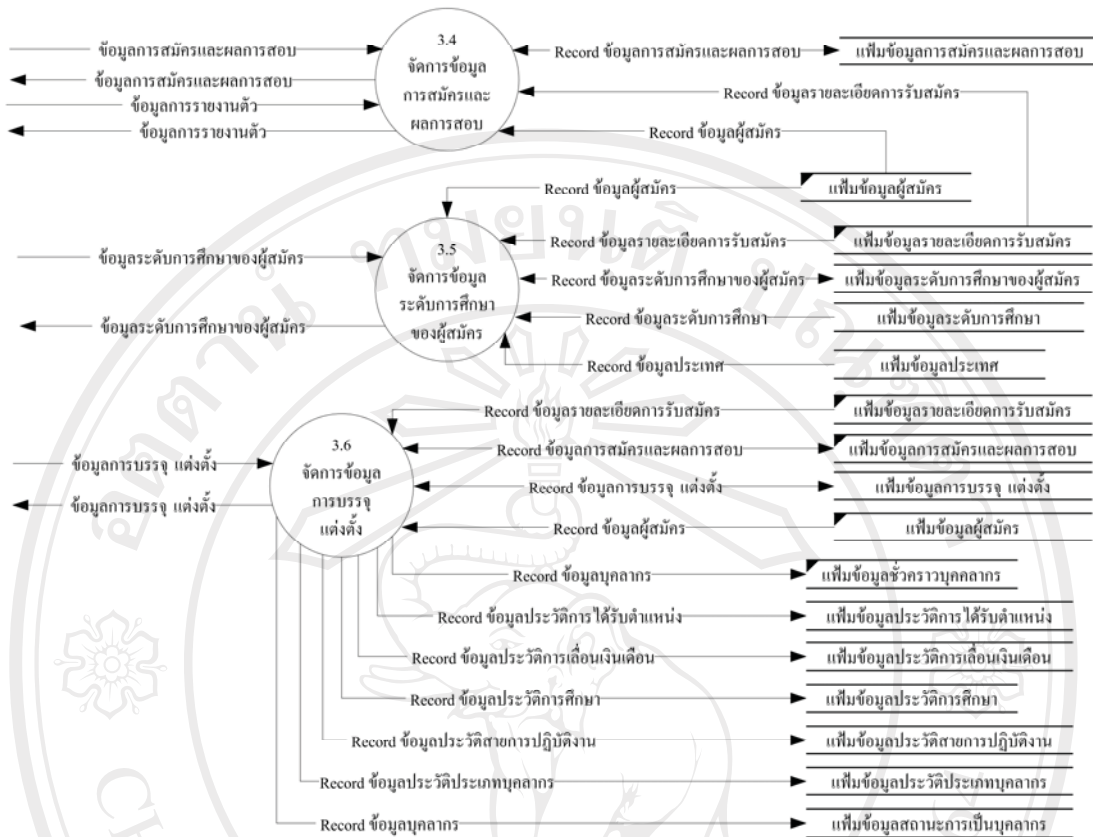 ข้อมูลการสมัครและผลการสอบ
ข้อมูลการสมัครและผลการสอบ
ข้อมูลการรายงานตัว
ข้อมูลการรายงานตัว
3.4
จัดการข้อมูล
การสมัครและ
ผลการสอบ
Record ข้อมูลการสมัครและผลการสอบ
แฟ้มข้อมูลการสมัครและผลการสอบ
Record ข้อมูลรายละเอียดการรับสมัคร
Record ข้อมูลผู้สมัคร
Record ข้อมูลผู้สมัคร
แฟ้มข้อมูลผู้สมัคร
ข้อมูลระดับการศึกษาของผู้สมัคร
ข้อมูลระดับการศึกษาของผู้สมัคร
3.5
จัดการข้อมูล
ระดับการศึกษา
ของผู้สมัคร
Record ข้อมูลรายละเอียดการรับสมัคร
แฟ้มข้อมูลรายละเอียดการรับสมัคร
Record ข้อมูลระดับการศึกษาของผู้สมัคร
แฟ้มข้อมูลระดับการศึกษาของผู้สมัคร
Record ข้อมูลระดับการศึกษา
แฟ้มข้อมูลระดับการศึกษา
Record ข้อมูลประเทศ
แฟ้มข้อมูลประเทศ
ข้อมูลการบรรจุ แต่งตั้ง
ข้อมูลการบรรจุ แต่งตั้ง
3.6
จัดการข้อมูล
การบรรจุ
แต่งตั้ง
Record ข้อมูลรายละเอียดการรับสมัคร
แฟ้มข้อมูลรายละเอียดการรับสมัคร
Record ข้อมูลการสมัครและผลการสอบ
แฟ้มข้อมูลการสมัครและผลการสอบ
Record ข้อมูลการบรรจุ แต่งตั้ง
แฟ้มข้อมูลการบรรจุ แต่งตั้ง
Record ข้อมูลผู้สมัคร
แฟ้มข้อมูลผู้สมัคร
Record ข้อมูลบุคลากร
แฟ้มข้อมูลชั่วคราวบุคคลากร
Record ข้อมูลประวัติการได้รับตำแหน่ง
แฟ้มข้อมูลประวัติการได้รับตำแหน่ง
Record ข้อมูลประวัติการเลื่อนเงินเดือน
แฟ้มข้อมูลประวัติการเลื่อนเงินเดือน
Record ข้อมูลประวัติการศึกษา
แฟ้มข้อมูลประวัติการศึกษา
Record ข้อมูลประวัติสายการปฏิบัติงาน
แฟ้มข้อมูลประวัติสายการปฏิบัติงาน
Record ข้อมูลประวัติประเภทบุคลากร
แฟ้มข้อมูลประวัติประเภทบุคลากร
Record ข้อมูลบุคลากร
แฟ้มข้อมูลสถานะการเป็นบุคลากร